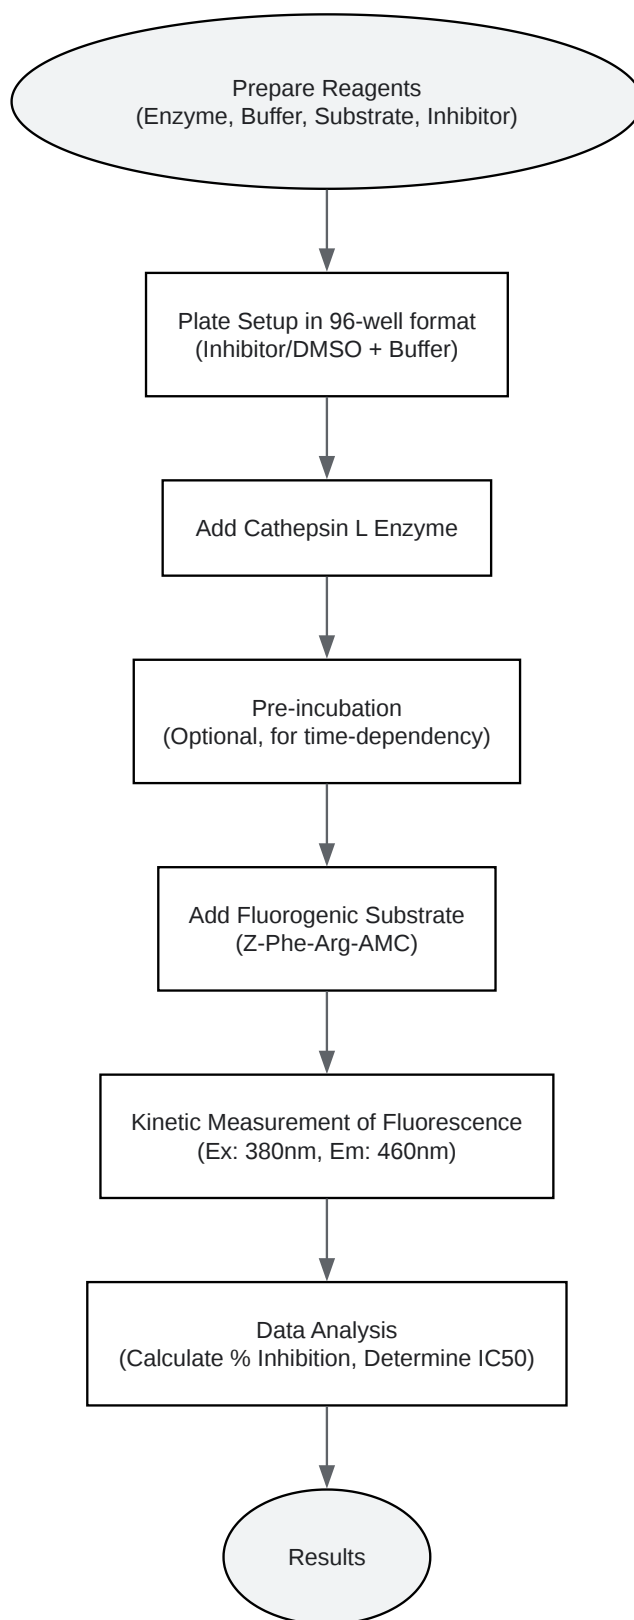 Prepare Reagents
(Enzyme, Buffer, Substrate, Inhibitor)
Plate Setup in 96-well format
(Inhibitor/DMSO + Buffer)
Add Cathepsin L Enzyme
Pre-incubation
(Optional, for time-dependency)
Add Fluorogenic Substrate
(Z-Phe-Arg-AMC)
Kinetic Measurement of Fluorescence
(Ex: 380nm, Em: 460nm)
Data Analysis
(Calculate % Inhibition, Determine IC50)
Results